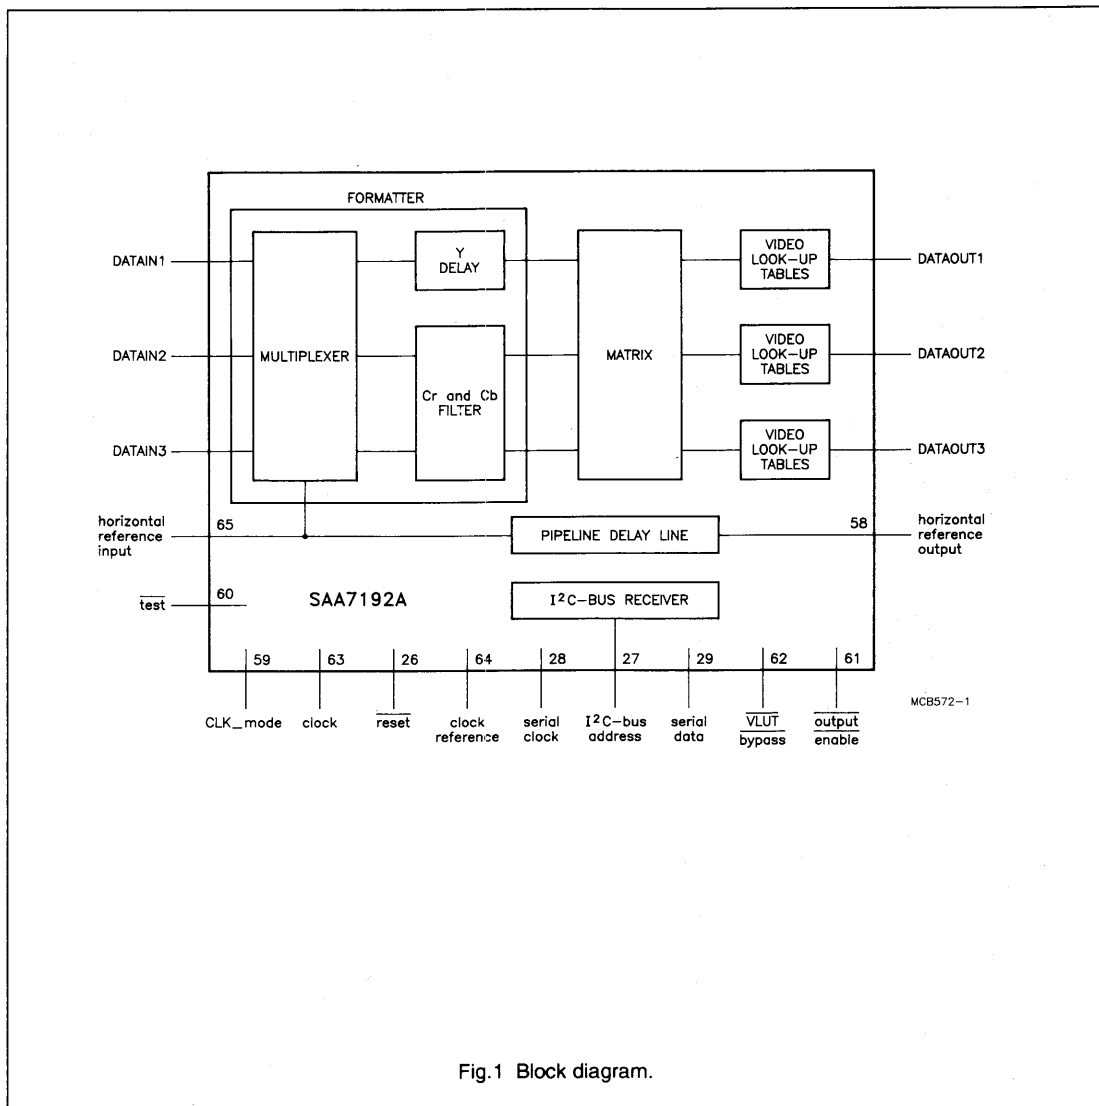 FORMATTER
DATAIN1
DATAIN2
DATAIN3
MULTIPLEXER
Y
DELAY
Cr and Cb
FILTER
MATRIX
VIDEO
LOOK-UP
TABLES
VIDEO
LOOK-UP
TABLES
VIDEO
LOOK-UP
TABLES
DATAOUT1
DATAOUT2
DATAOUT3
horizontal
reference
input
65
PIPELINE DELAY LINE
58
horizontal
reference
output
test
60
SAA7192A
I²C-BUS RECEIVER
59 63 26 64 28 27 29 62 61
CLK_mode
clock
reset
clock
reference
serial
clock
I²C-bus
address
serial
data
VLUT
bypass
output
enable
MCB572-1
Fig.1 Block diagram.